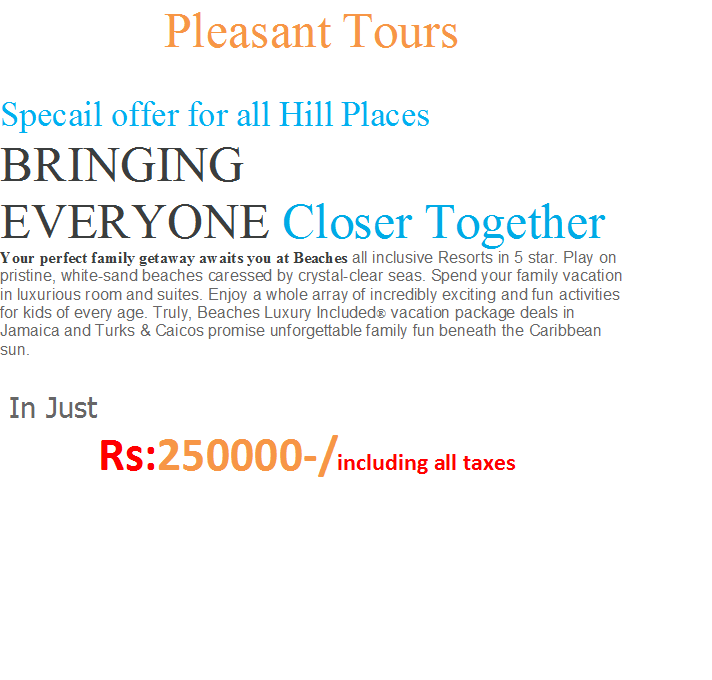 Pleasant Tours
Specail offer for all Hill Places
BRINGING
EVERYONE Closer Together
Your perfect family getaway awaits you at Beaches all inclusive Resorts in 5 star. Play on
pristine, white-sand beaches caressed by crystal-clear seas. Spend your family vacation
in luxurious room and suites. Enjoy a whole array of incredibly exciting and fun activities
for kids of every age. Truly, Beaches Luxury Included® vacation package deals in
Jamaica and Turks & Caicos promise unforgettable family fun beneath the Caribbean
sun.
In Just
Rs:250000-/including all taxes